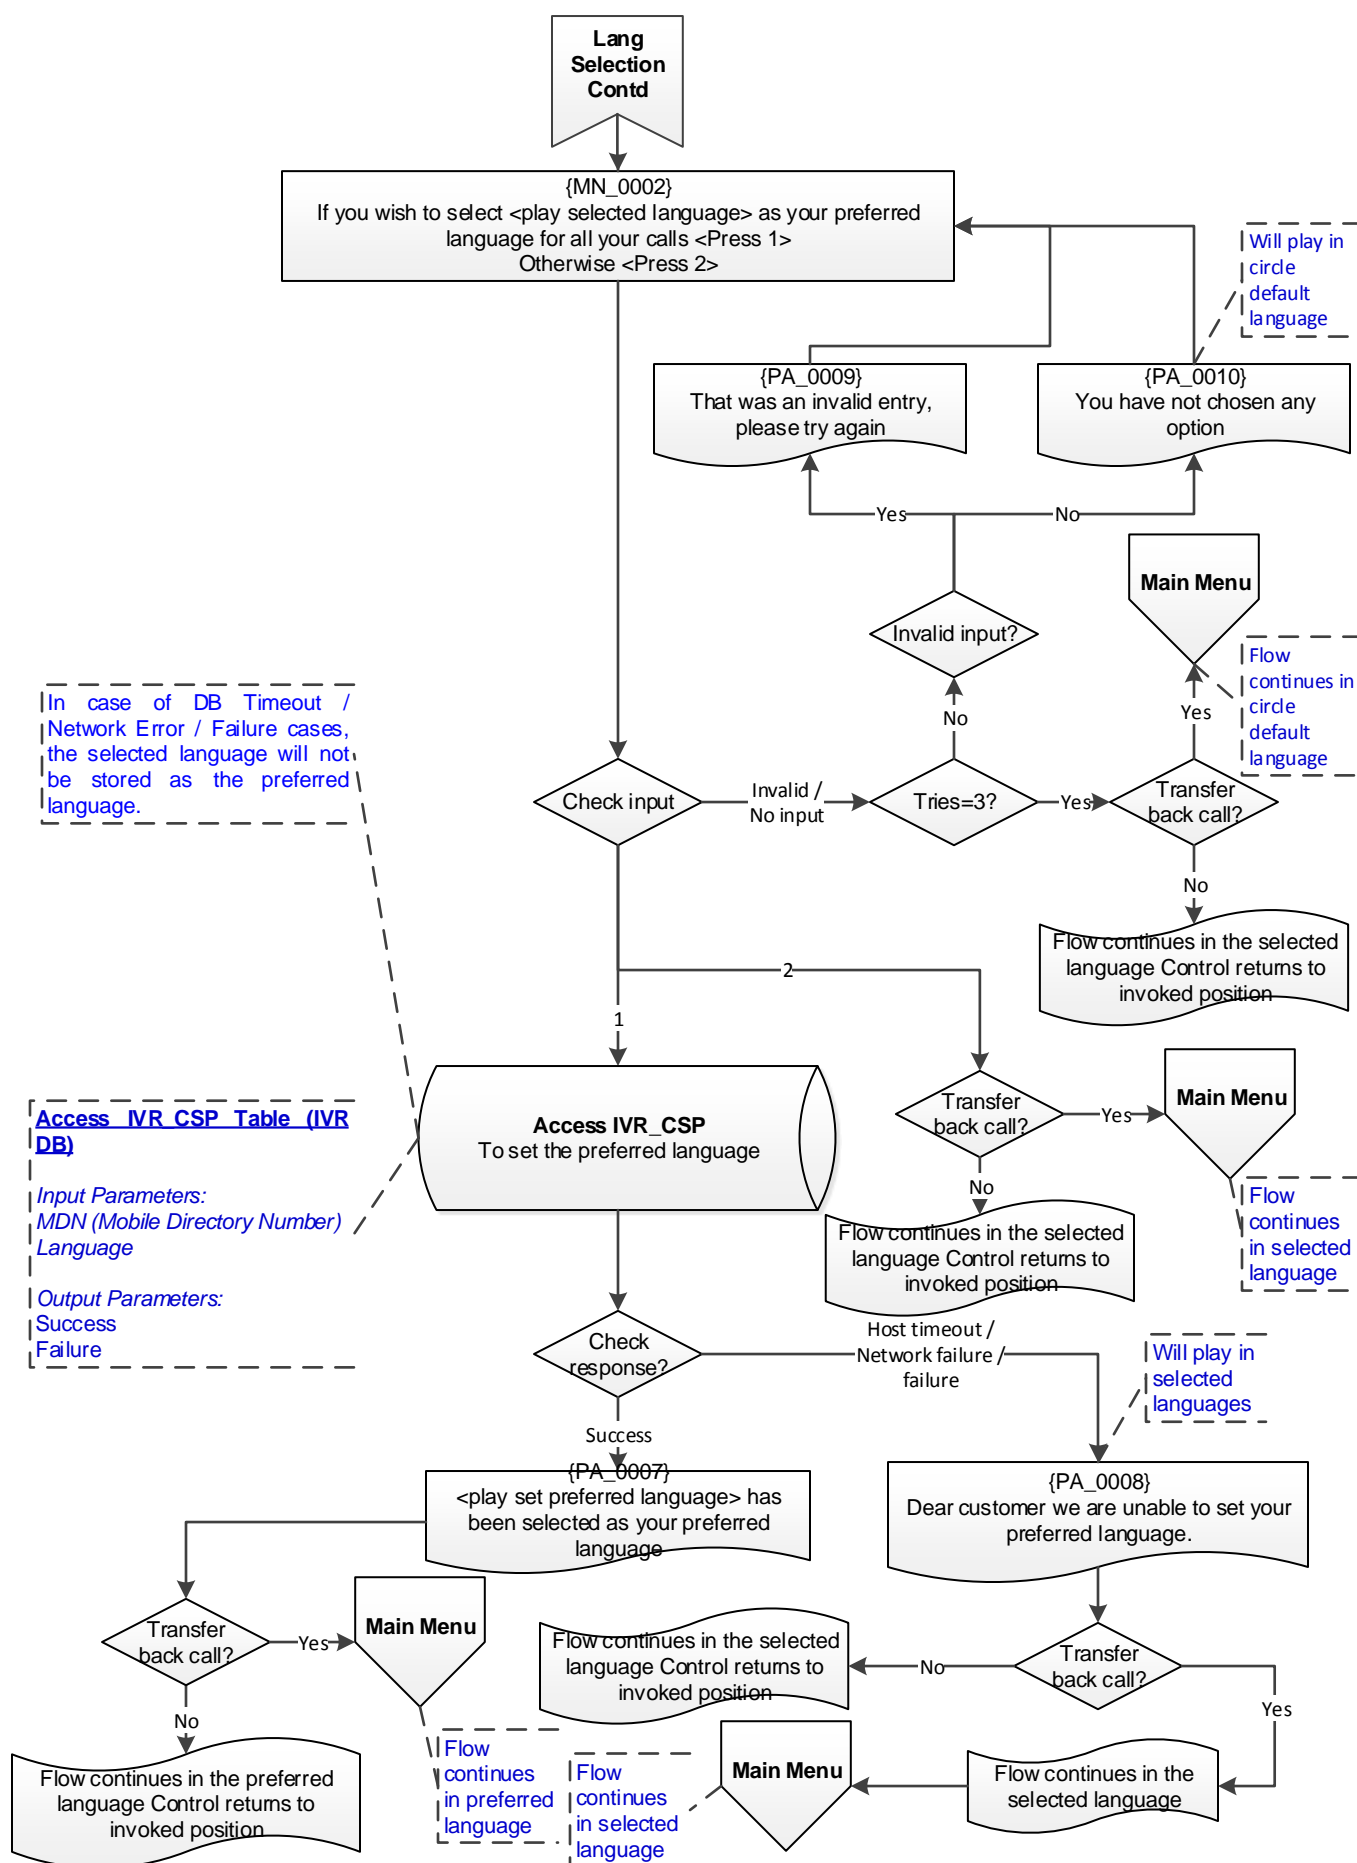 Lang
Selection
Contd
{MN_0002}
If you wish to select <play selected language> as your preferred
language for all your calls <Press 1>
Otherwise <Press 2>
Will play in
circle
default
language
{PA_0009}
That was an invalid entry,
please try again
{PA_0010}
You have not chosen any
option
Yes
No
Main Menu
Invalid input?
Flow
continues in
circle
default
language
No
Yes
In case of DB Timeout /
Network Error / Failure cases,
the selected language will not
be stored as the preferred
language.
Check input
Invalid /
No input
Tries=3?
Yes
Transfer
back call?
No
Flow continues in the selected
language Control returns to
invoked position
2
1
Access IVR_CSP
To set the preferred language
Transfer
back call?
Yes
Main Menu
No
Flow
continues
in selected
language
Flow continues in the selected
language Control returns to
invoked position
Access IVR_CSP Table (IVR
DB)
Input Parameters:
MDN (Mobile Directory Number)
Language
Output Parameters:
Success
Failure
Check
response?
Host timeout /
Network failure /
failure
Will play in
selected
languages
Success
{PA_0007}
<play set preferred language> has
been selected as your preferred
language
{PA_0008}
Dear customer we are unable to set your
preferred language.
Transfer
back call?
Yes
Main Menu
Flow continues in the selected
language Control returns to
invoked position
No
Transfer
back call?
Yes
No
Flow continues in the preferred
language Control returns to
invoked position
Flow
continues
in preferred
language
Flow
continues
in selected
language
Main Menu
Flow continues in the
selected language